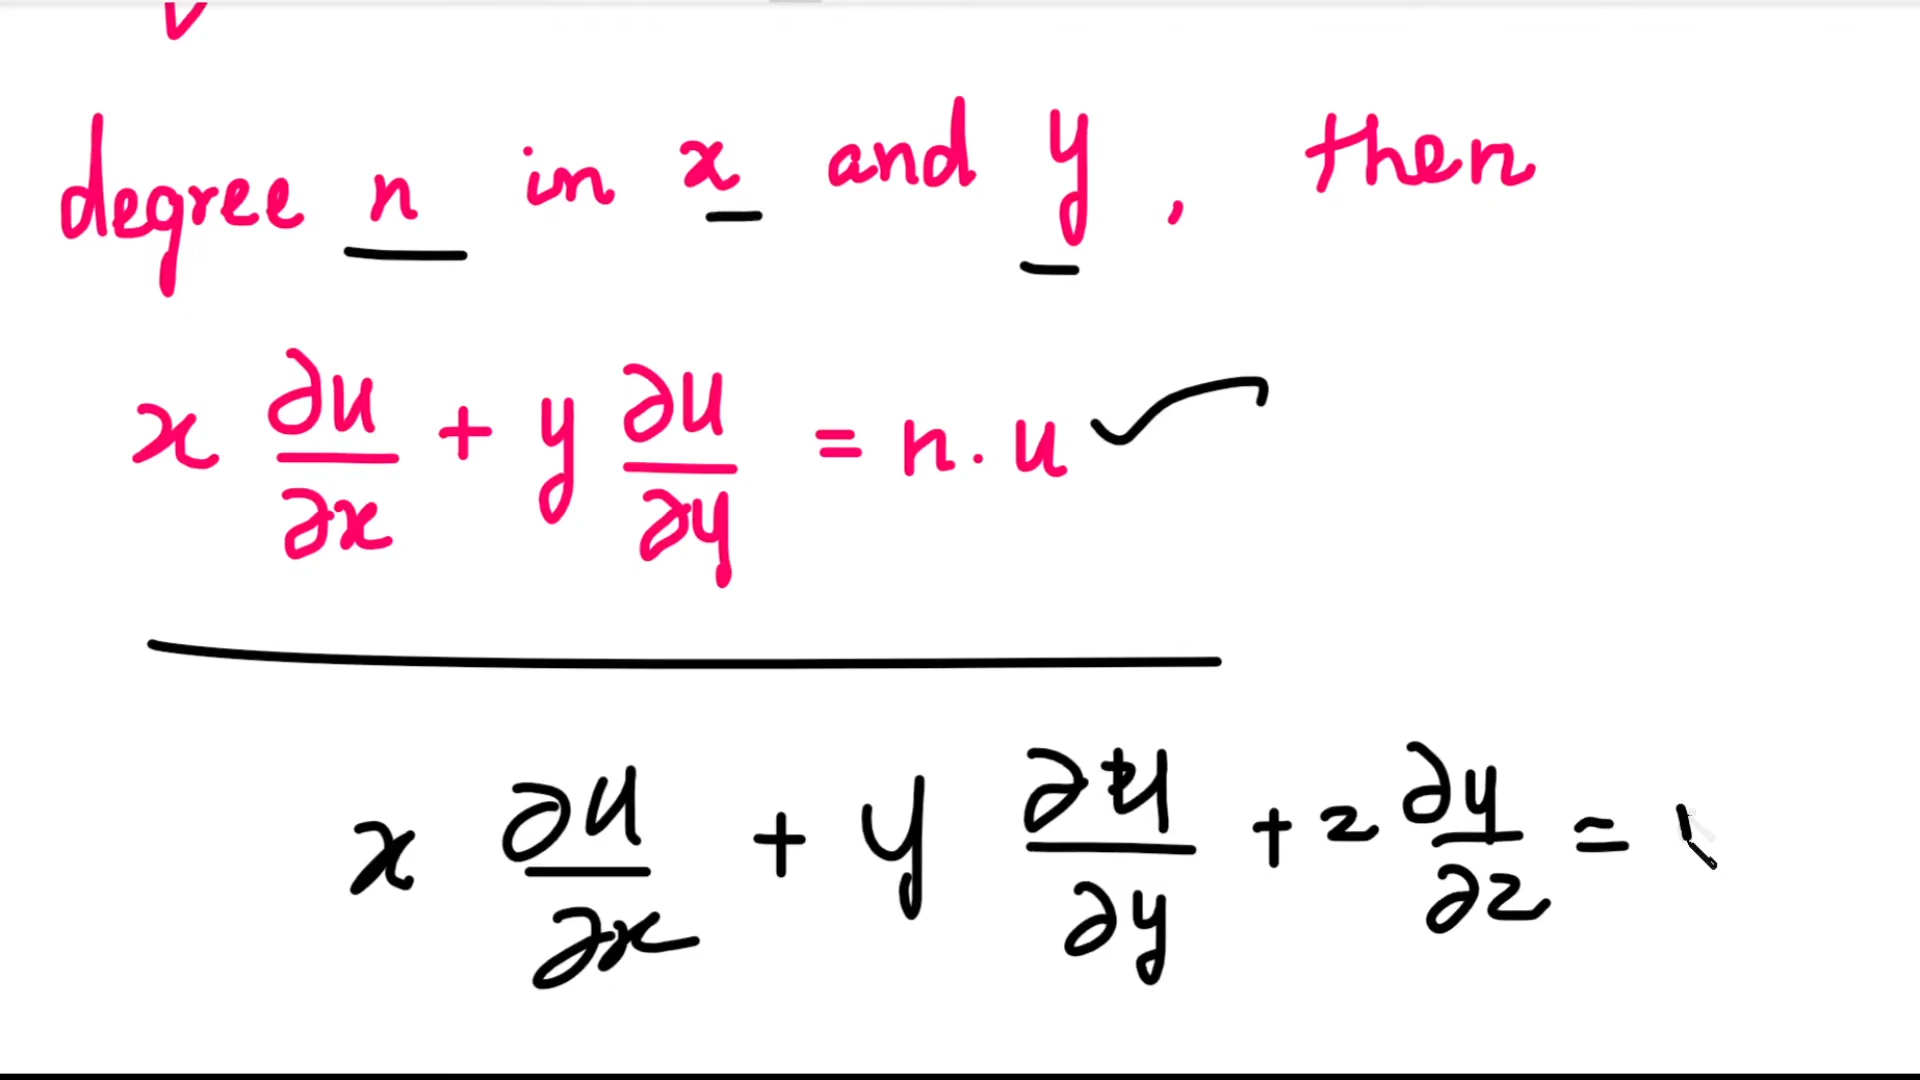 degree n in x and y, then
x ∂u/∂x + y ∂u/∂y = n. u
x ∂u/∂x + y ∂u/∂y + z ∂y/∂z =